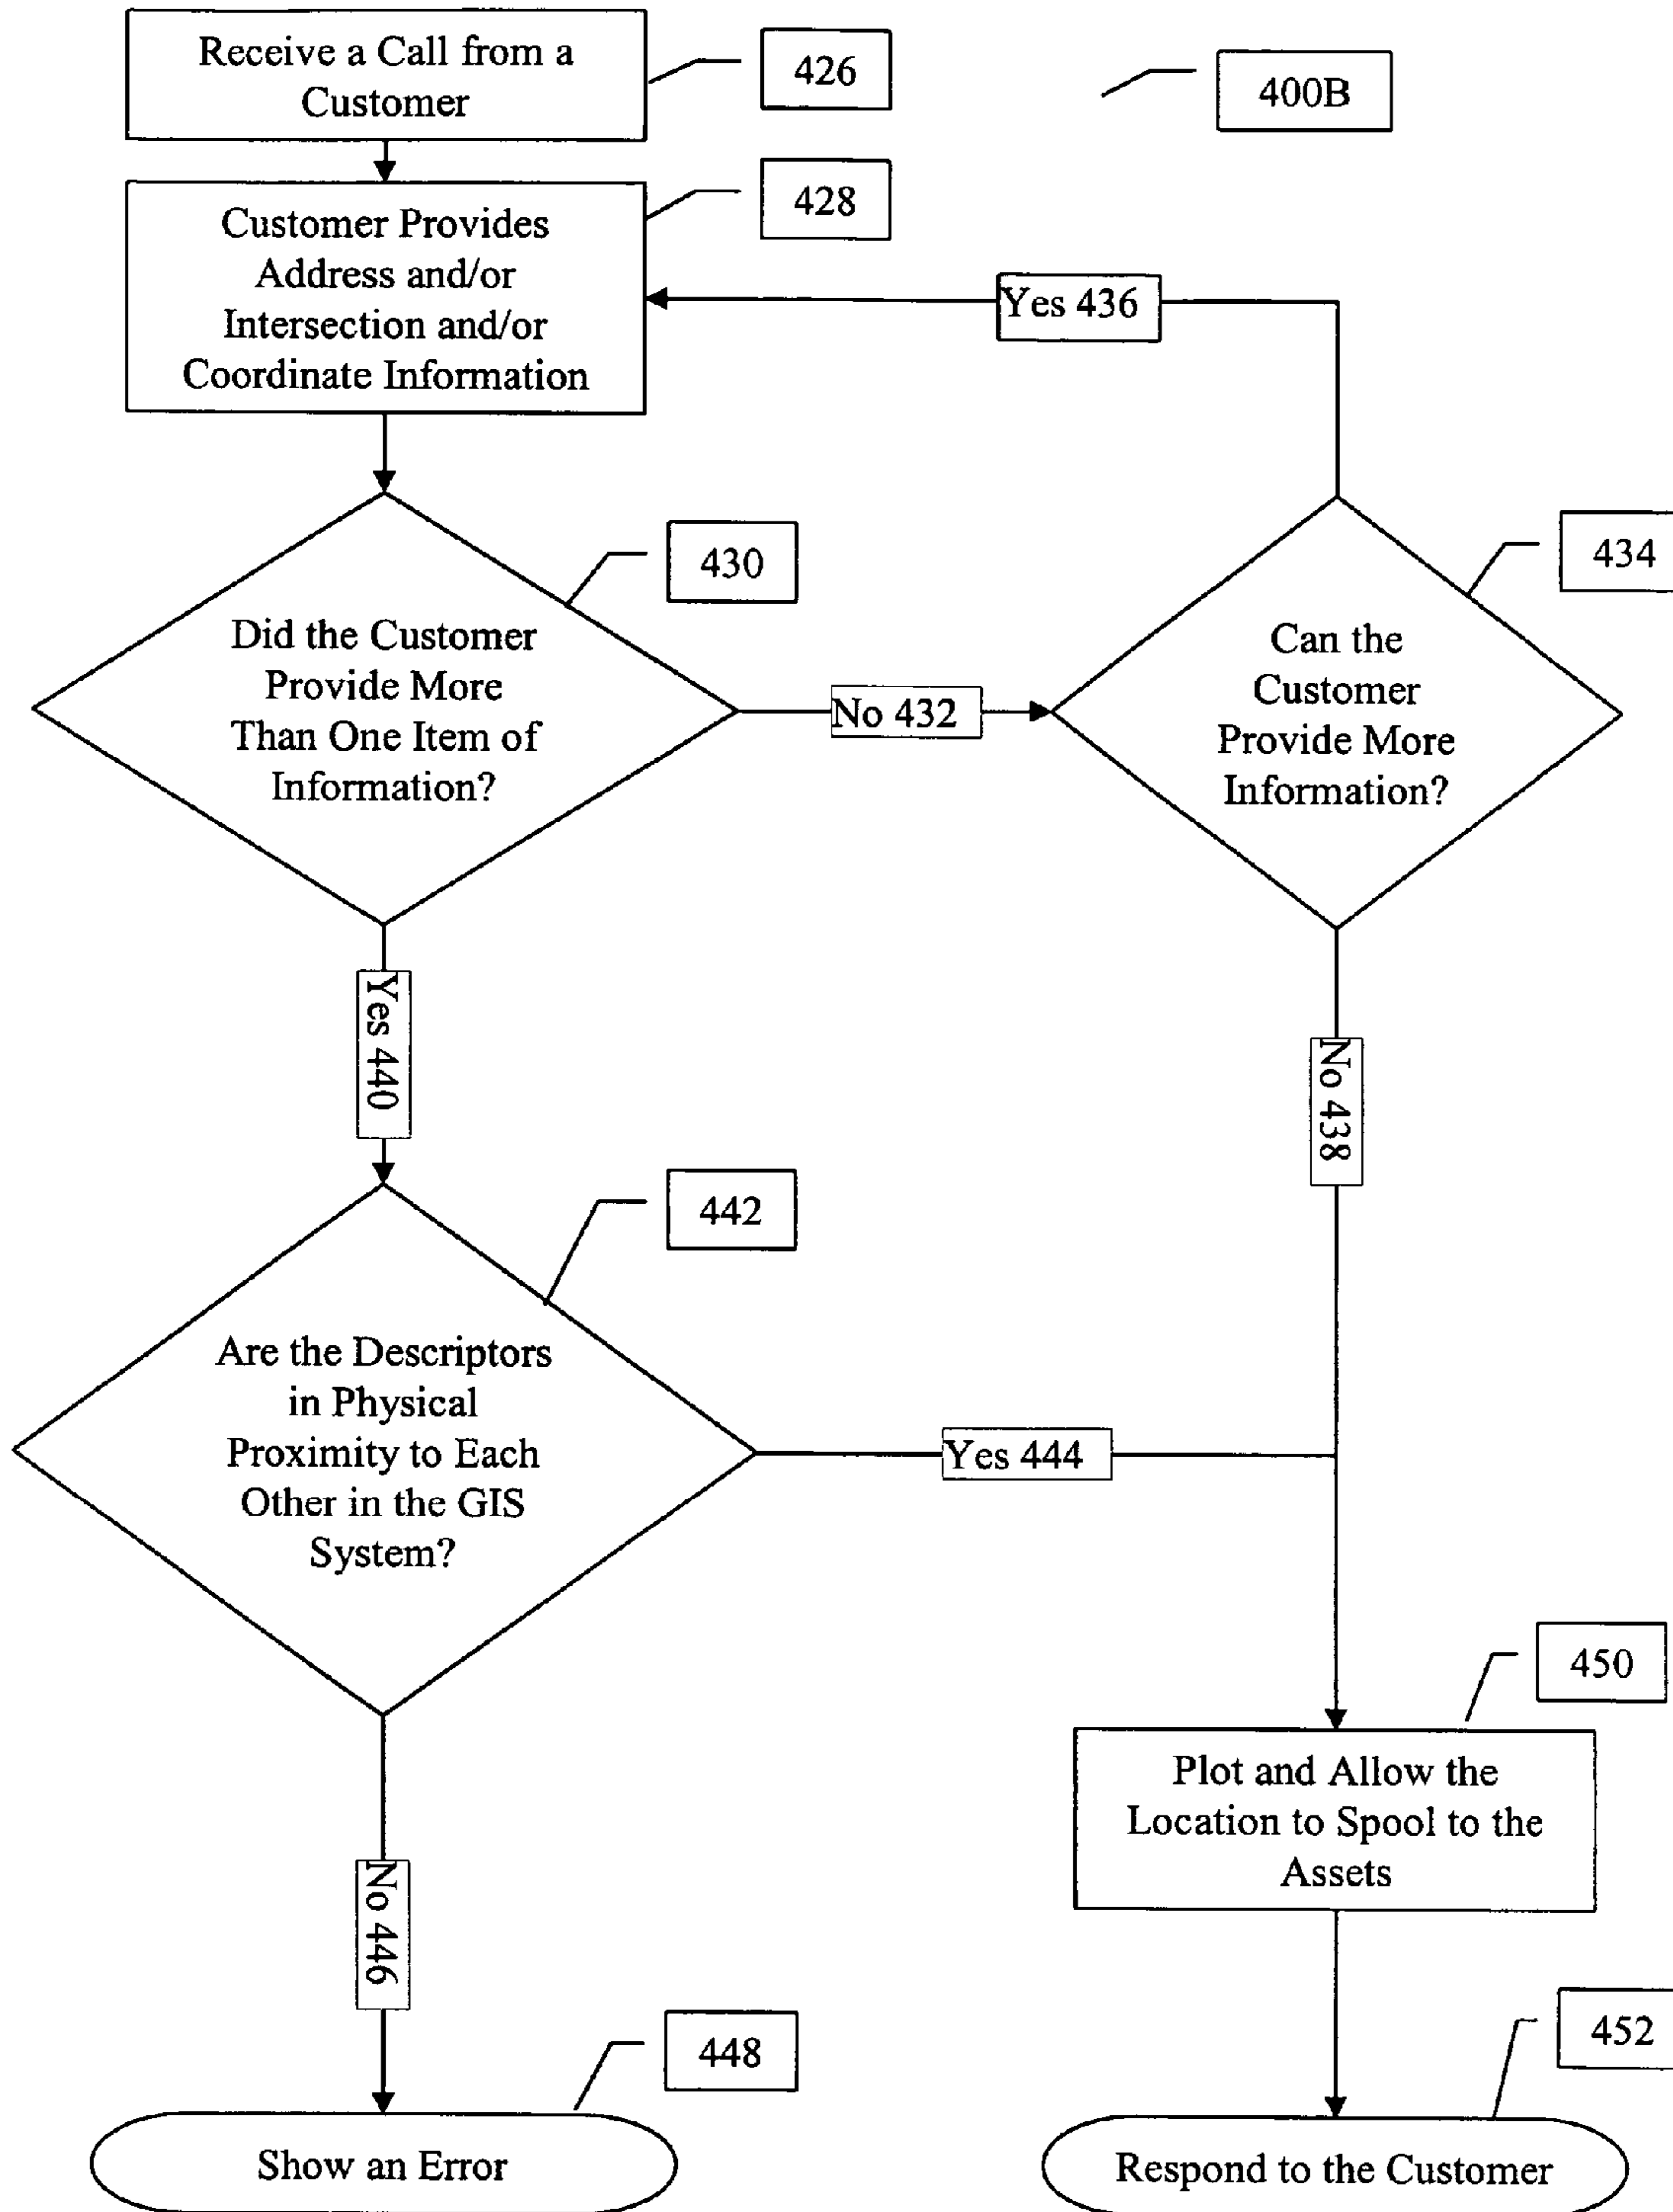 Receive a Call from a
Customer
426
400B
428
Customer Provides
Address and/or
Intersection and/or
Coordinate Information
Yes 436
430
434
Did the Customer
Provide More
Than One Item of
Information?
No 432
Can the
Customer
Provide More
Information?
Yes 440
No 438
442
Are the Descriptors
in Physical
Proximity to Each
Other in the GIS
System?
Yes 444
450
Plot and Allow the
Location to Spool to the
Assets
No 446
448
452
Show an Error
Respond to the Customer